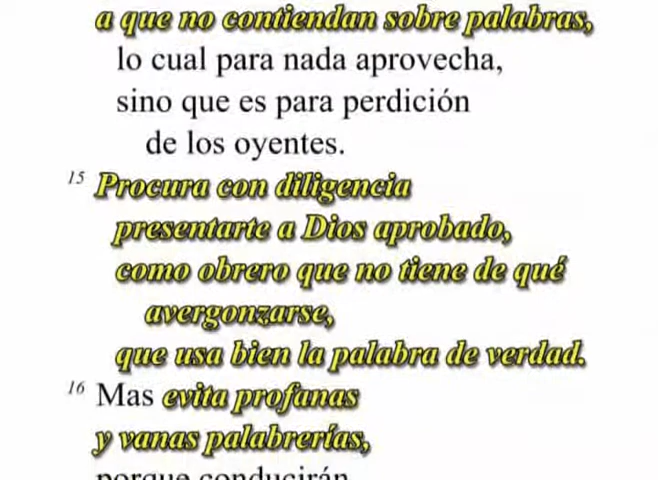 a que no contiendan sobre palabras,
lo cual para nada aprovecha,
sino que es para perdición
de los oyentes.
15 Procura con diligencia
presentarte a Dios aprobado,
como obrero que no tiene de qué
avergonzarse,
que usa bien la palabra de verdad.
16 Mas evita profanas
y vanas palabrerías,
porque conducirán